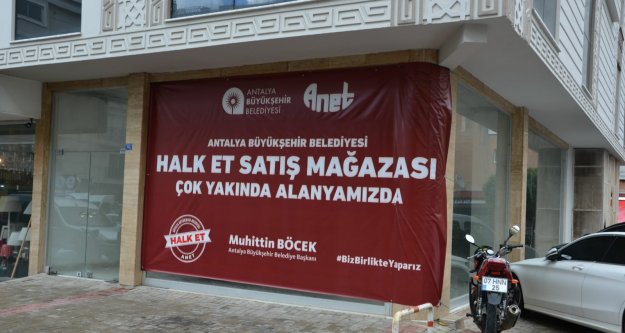 ANTALYA
BÜYÜKŞEHİR
BELEDİYESİ
Anet
ANTALYA BÜYÜKŞEHİR BELEDİYESİ
HALK ET SATIŞ MAĞAZASI
ÇOK YAKINDA ALANYAMIZDA
HALK ET
ANET
Muhittin BÖCEK
Antalya Büyükşehir Belediye Başkanı
#BizBirlikteYaparız
07 HNN
25